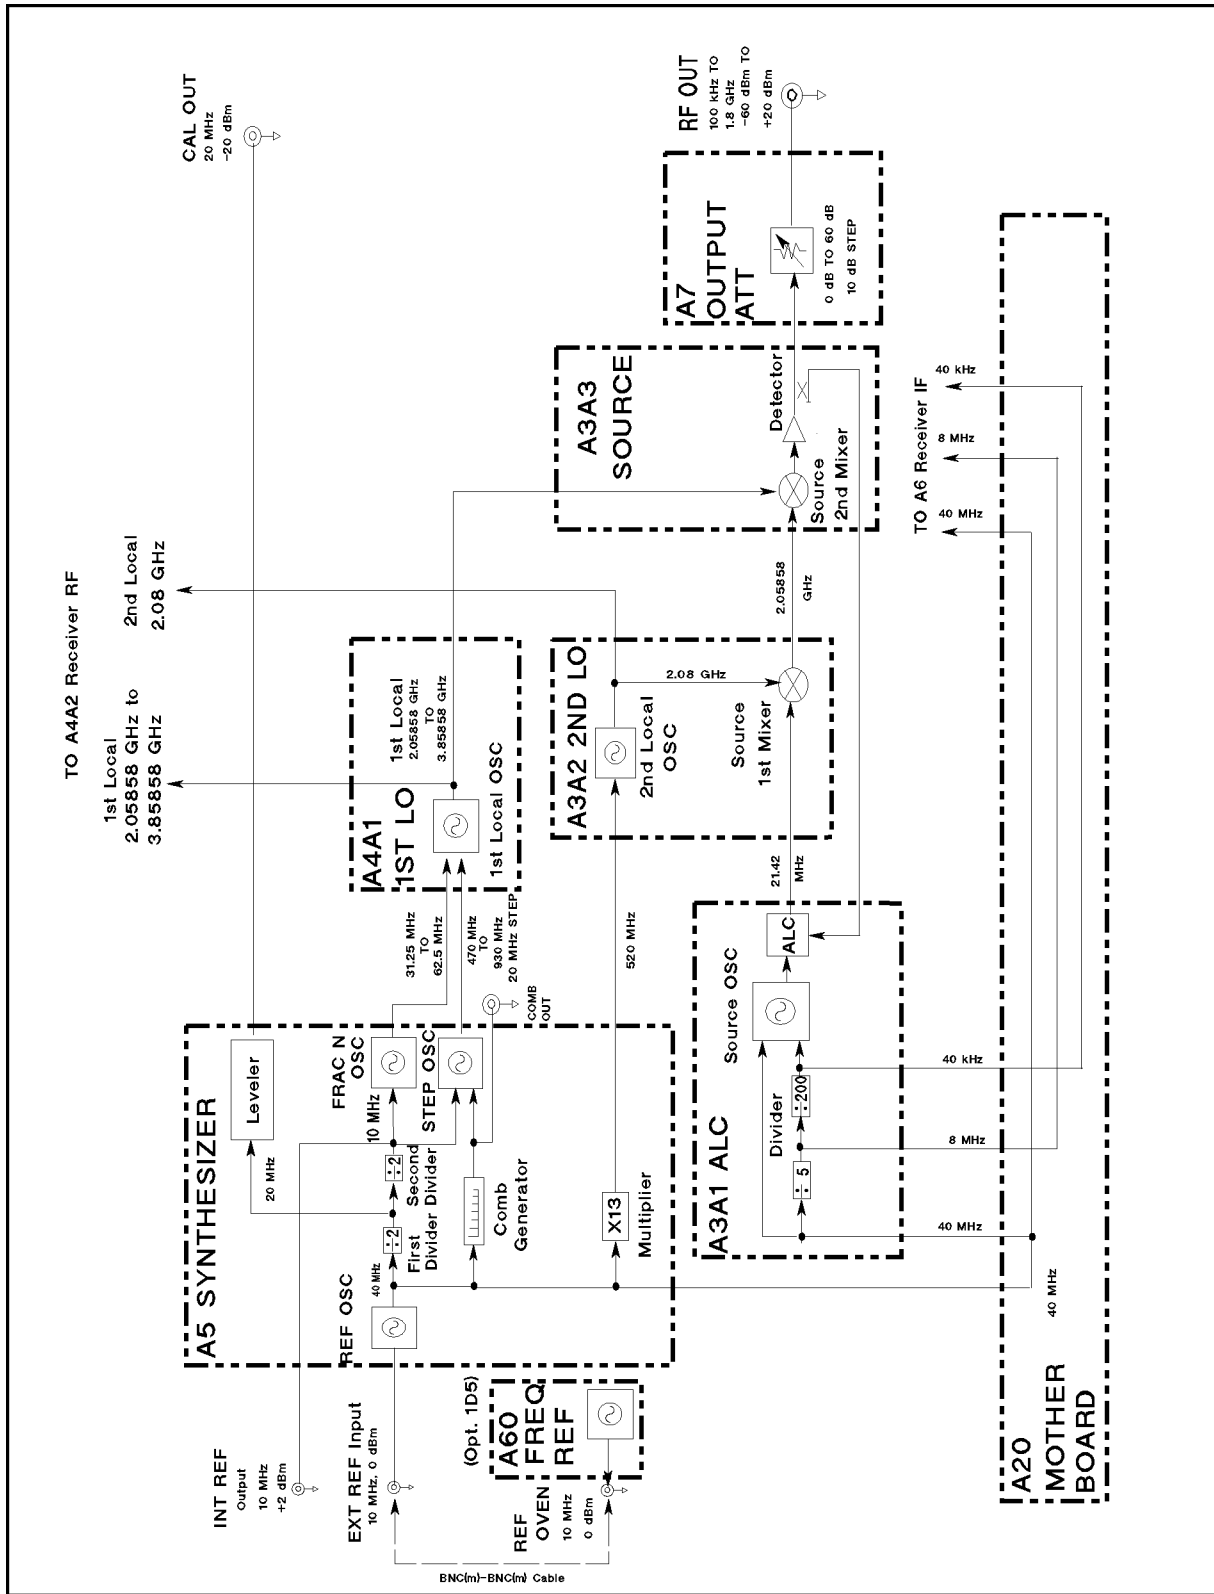 TO A4A2 Receiver RF
1st Local
2.05858 GHz to
3.85858 GHz
2nd Local
2.08 GHz
CAL OUT
20 MHz
-20 dBm
INT REF
Output
10 MHz
+2 dBm
EXT REF Input
10 MHz, 0 dBm
REF
OVEN
10 MHz
0 dBm
BNC(m)-BNC(m) Cable
(Opt. 1D5)
A60
FREQ
REF
A5 SYNTHESIZER
REF OSC
40 MHz
÷2
First
Divider
20 MHz
÷2
Second
Divider
Leveler
10 MHz
FRAC N
OSC
STEP OSC
Comb
Generator
X13
Multiplier
COMB
OUT
31.25 MHz
TO
62.5 MHz
470 MHz
TO
930 MHz
20 MHz STEP
520 MHz
A4A1
1ST LO
1st Local OSC
1st Local
2.05858 GHz
TO
3.85858 GHz
A3A2 2ND LO
2nd Local
OSC
2.08 GHz
Source
1st Mixer
2.05858
GHz
21.42
MHz
A3A1 ALC
÷5
Divider
÷200
Source OSC
ALC
40 MHz
8 MHz
40 kHz
A3A3
SOURCE
Source
2nd Mixer
Detector
A7
OUTPUT
ATT
0 dB TO 60 dB
10 dB STEP
RF OUT
100 kHz TO
1.8 GHz
-60 dBm TO
+20 dBm
TO A6 Receiver IF
40 MHz
8 MHz
40 kHz
A20
MOTHER
BOARD
40 MHz